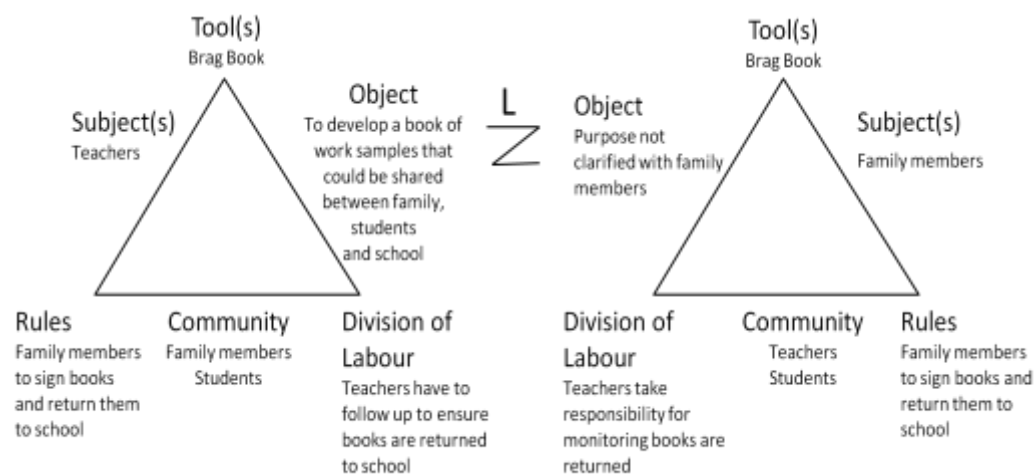 Tool(s)
Brag Book
Subject(s)
Teachers
Object
To develop a book of
work samples that
could be shared
between family,
students
and school
Rules
Family members
to sign books
and return them
to school
Community
Family members
Students
Division of
Labour
Teachers have to
follow up to ensure
books are returned
to school
L
Tool(s)
Brag Book
Object
Purpose not
clarified with family
members
Subject(s)
Family members
Division of
Labour
Teachers take
responsibility for
monitoring books are
returned
Community
Teachers
Students
Rules
Family members
to sign books and
return them to
school